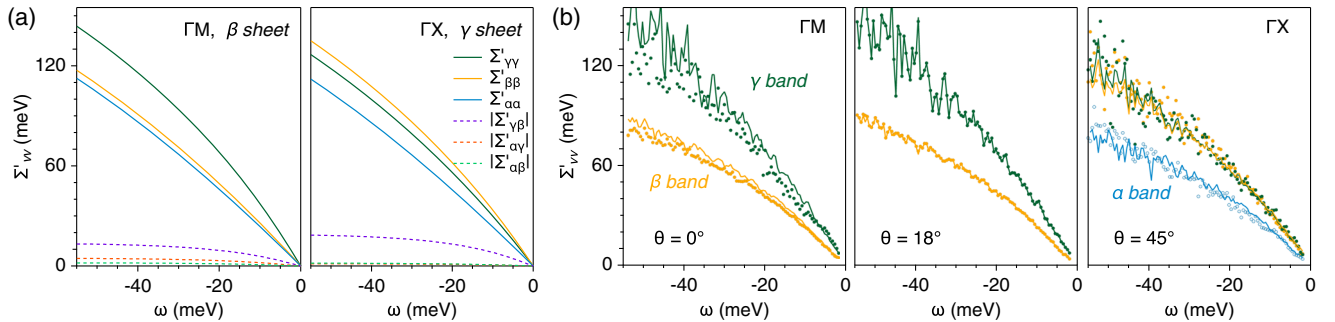 (a)
ΓM, β sheet
ΓX, γ sheet
Σ'γγ
Σ'ββ
Σ'αα
|Σ'γβ|
|Σ'αγ|
|Σ'αβ|
Σ'νν (meV)
120
60
0
-40
-20
0
-40
-20
0
ω (meV)
ω (meV)
(b)
ΓM
ΓX
γ band
β band
α band
θ = 0°
θ = 18°
θ = 45°
Σ'νν (meV)
120
60
0
-40
-20
0
-40
-20
0
-40
-20
0
ω (meV)
ω (meV)
ω (meV)